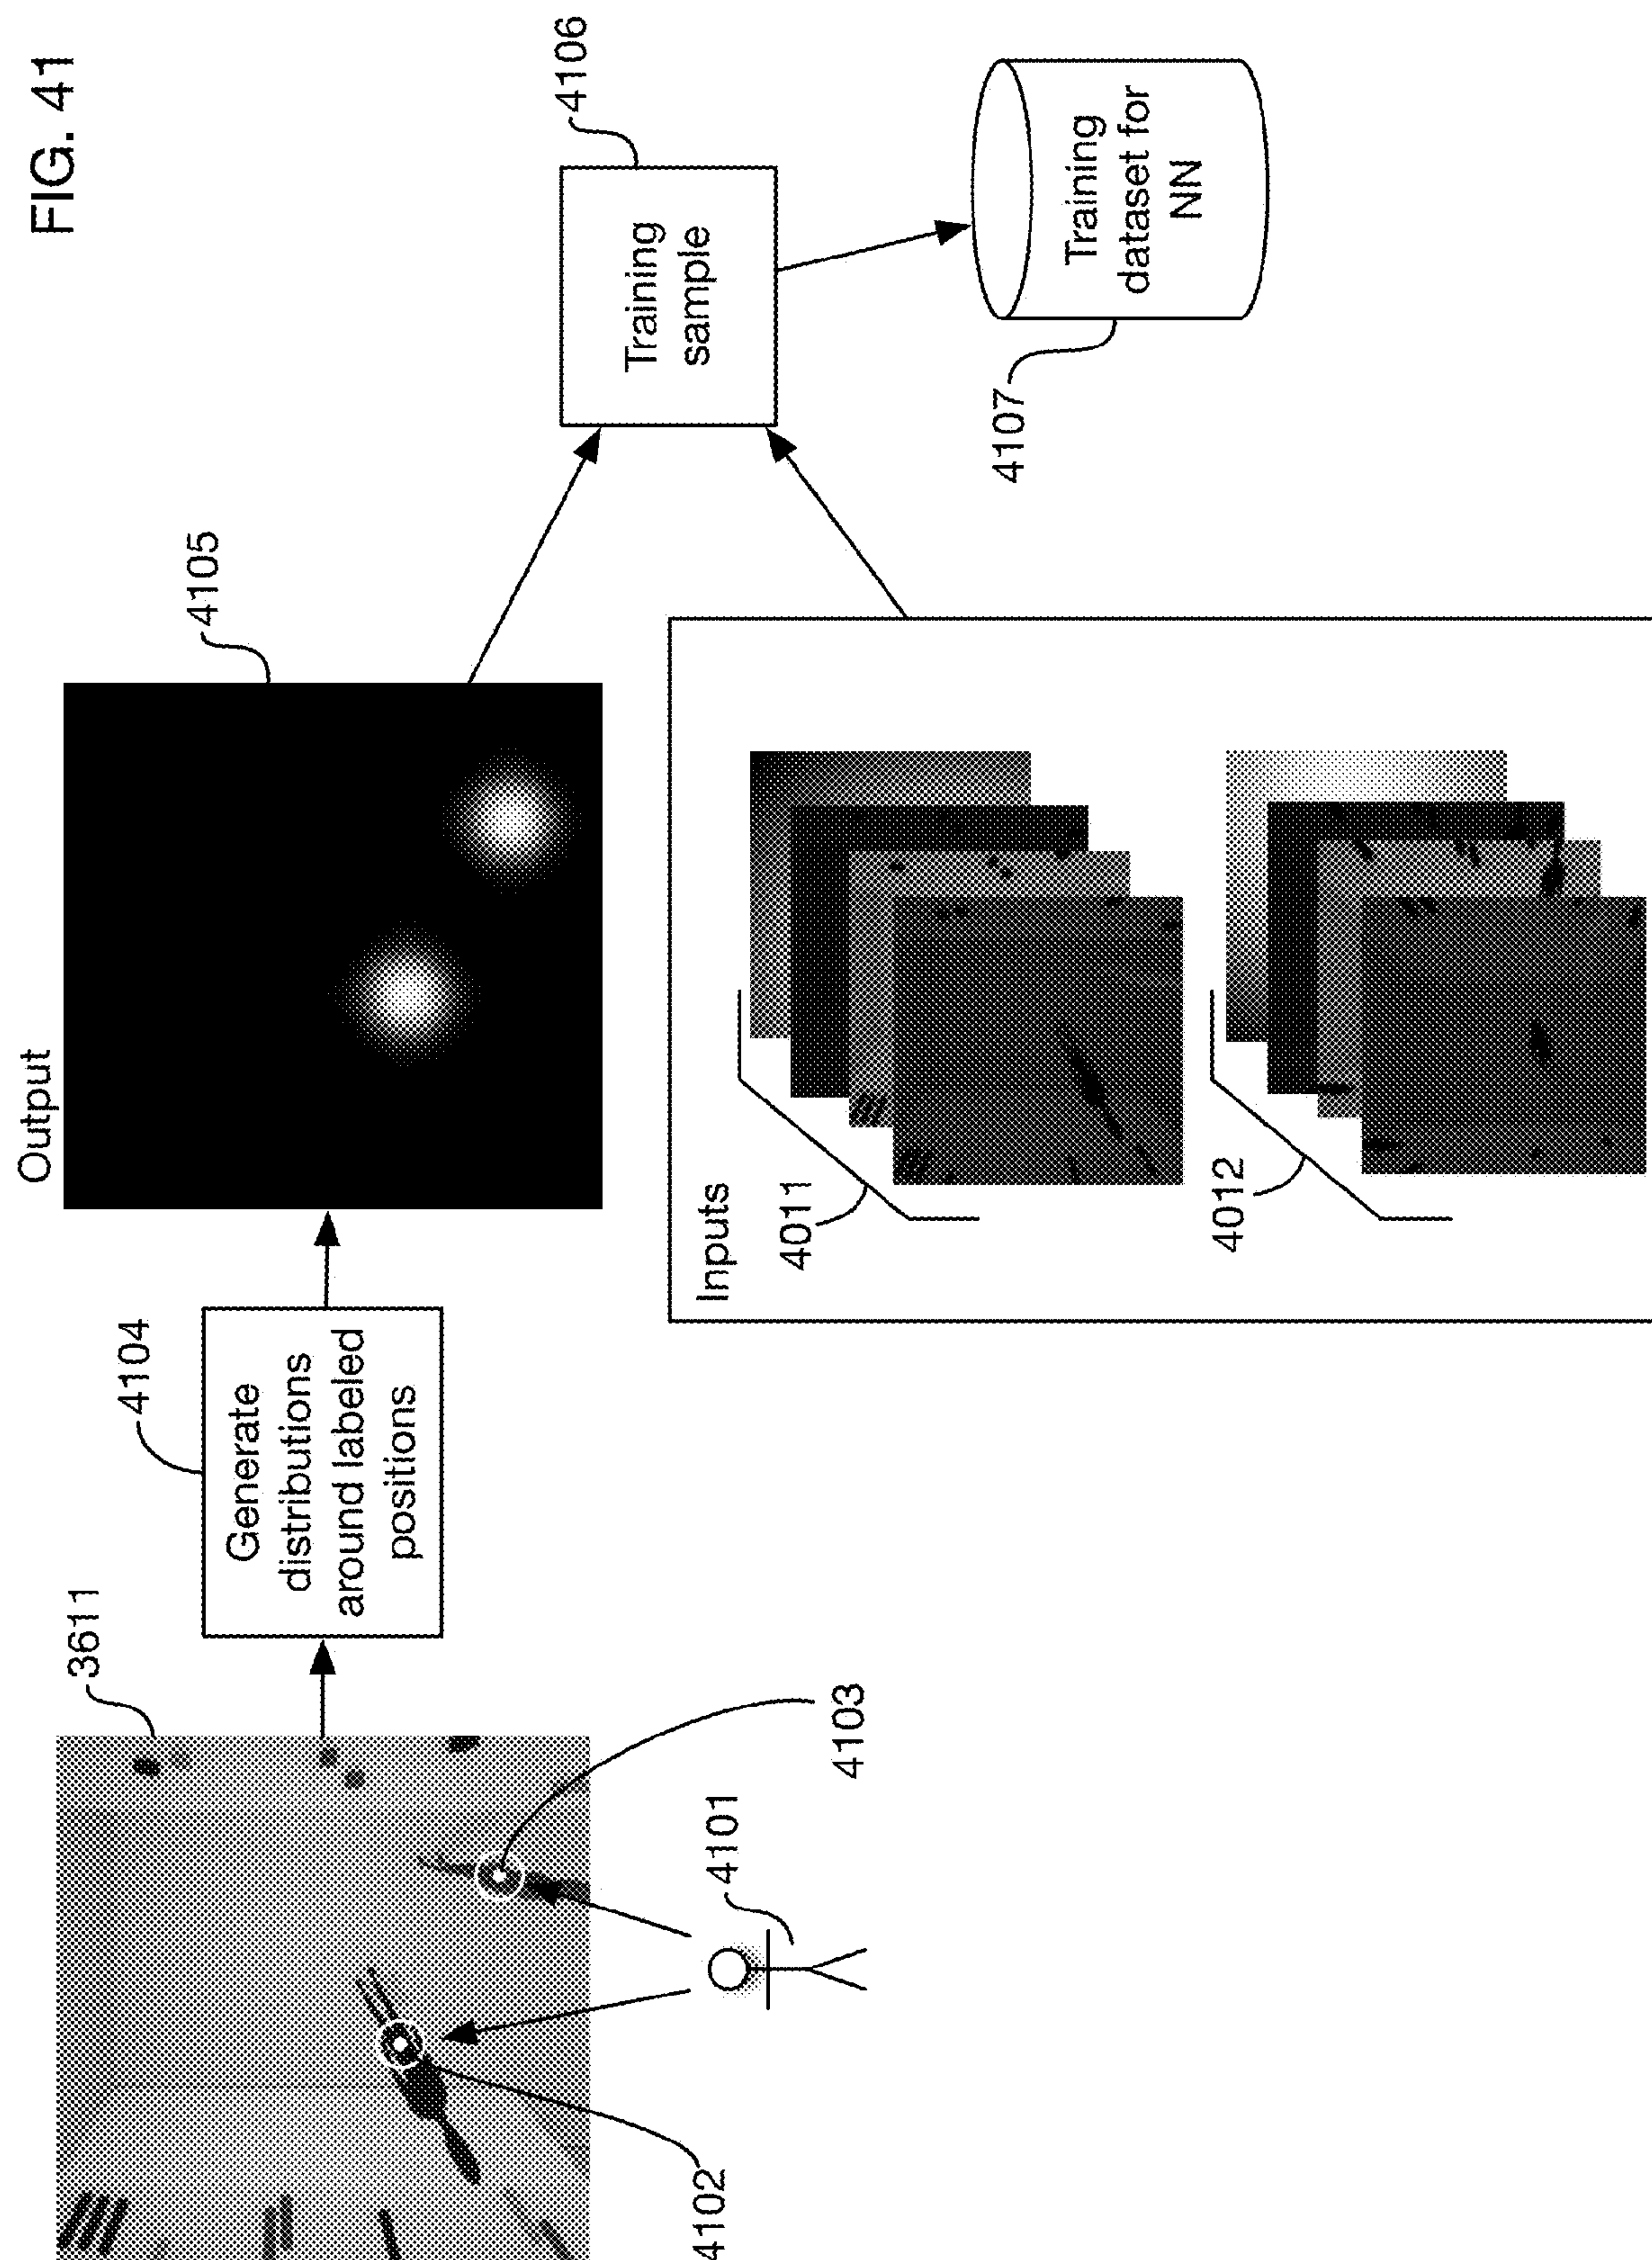 FIG. 41
3611
4102
4103
4101
4104
Generate
distributions
around labeled
positions
Output
4105
Inputs
4011
4012
4106
Training
sample
4107
Training
dataset for
NN